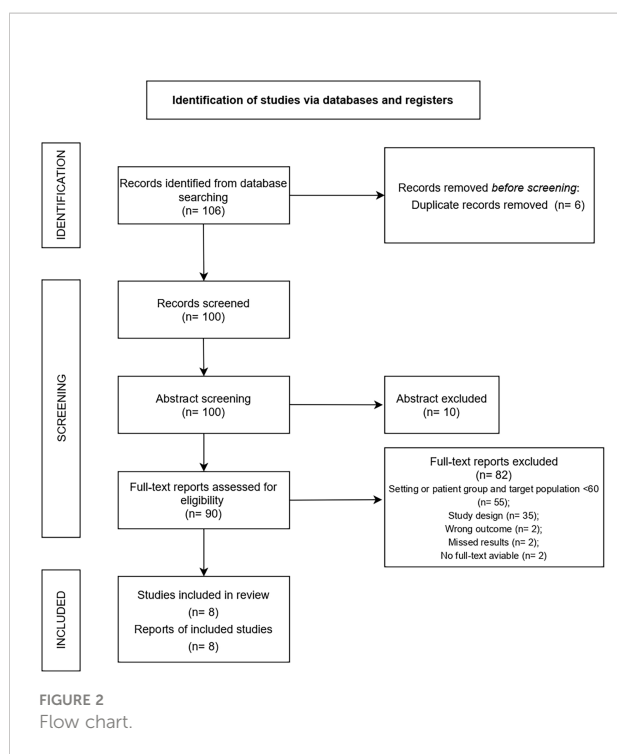 Identification of studies via databases and registers
IDENTIFICATION
Records identified from database
searching
(n= 106)
Records removed before screening:
Duplicate records removed (n= 6)
SCREENING
Records screened
(n= 100)
Abstract screening
(n= 100)
Abstract excluded
(n= 10)
Full-text reports assessed for
eligibility
(n= 90)
Full-text reports excluded
(n= 82)
Setting or patient group and target population <60
(n= 55);
Study design (n= 35);
Wrong outcome (n= 2);
Missed results (n= 2);
No full-text aviable (n= 2)
INCLUDED
Studies included in review
(n= 8)
Reports of included studies
(n= 8)
FIGURE 2
Flow chart.